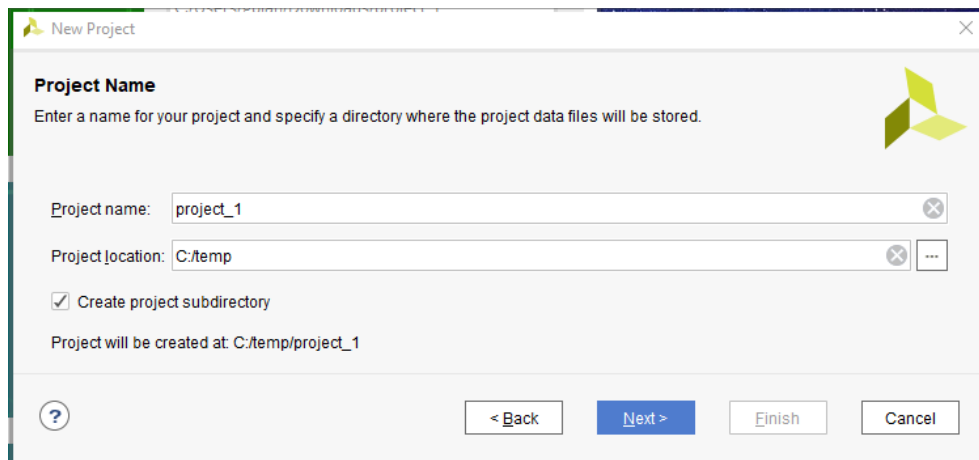 New Project
Project Name
Enter a name for your project and specify a directory where the project data files will be stored.
Project name: project_1
Project location: C:/temp ...
Create project subdirectory
Project will be created at: C:/temp/project_1
? < Back Next > Finish Cancel